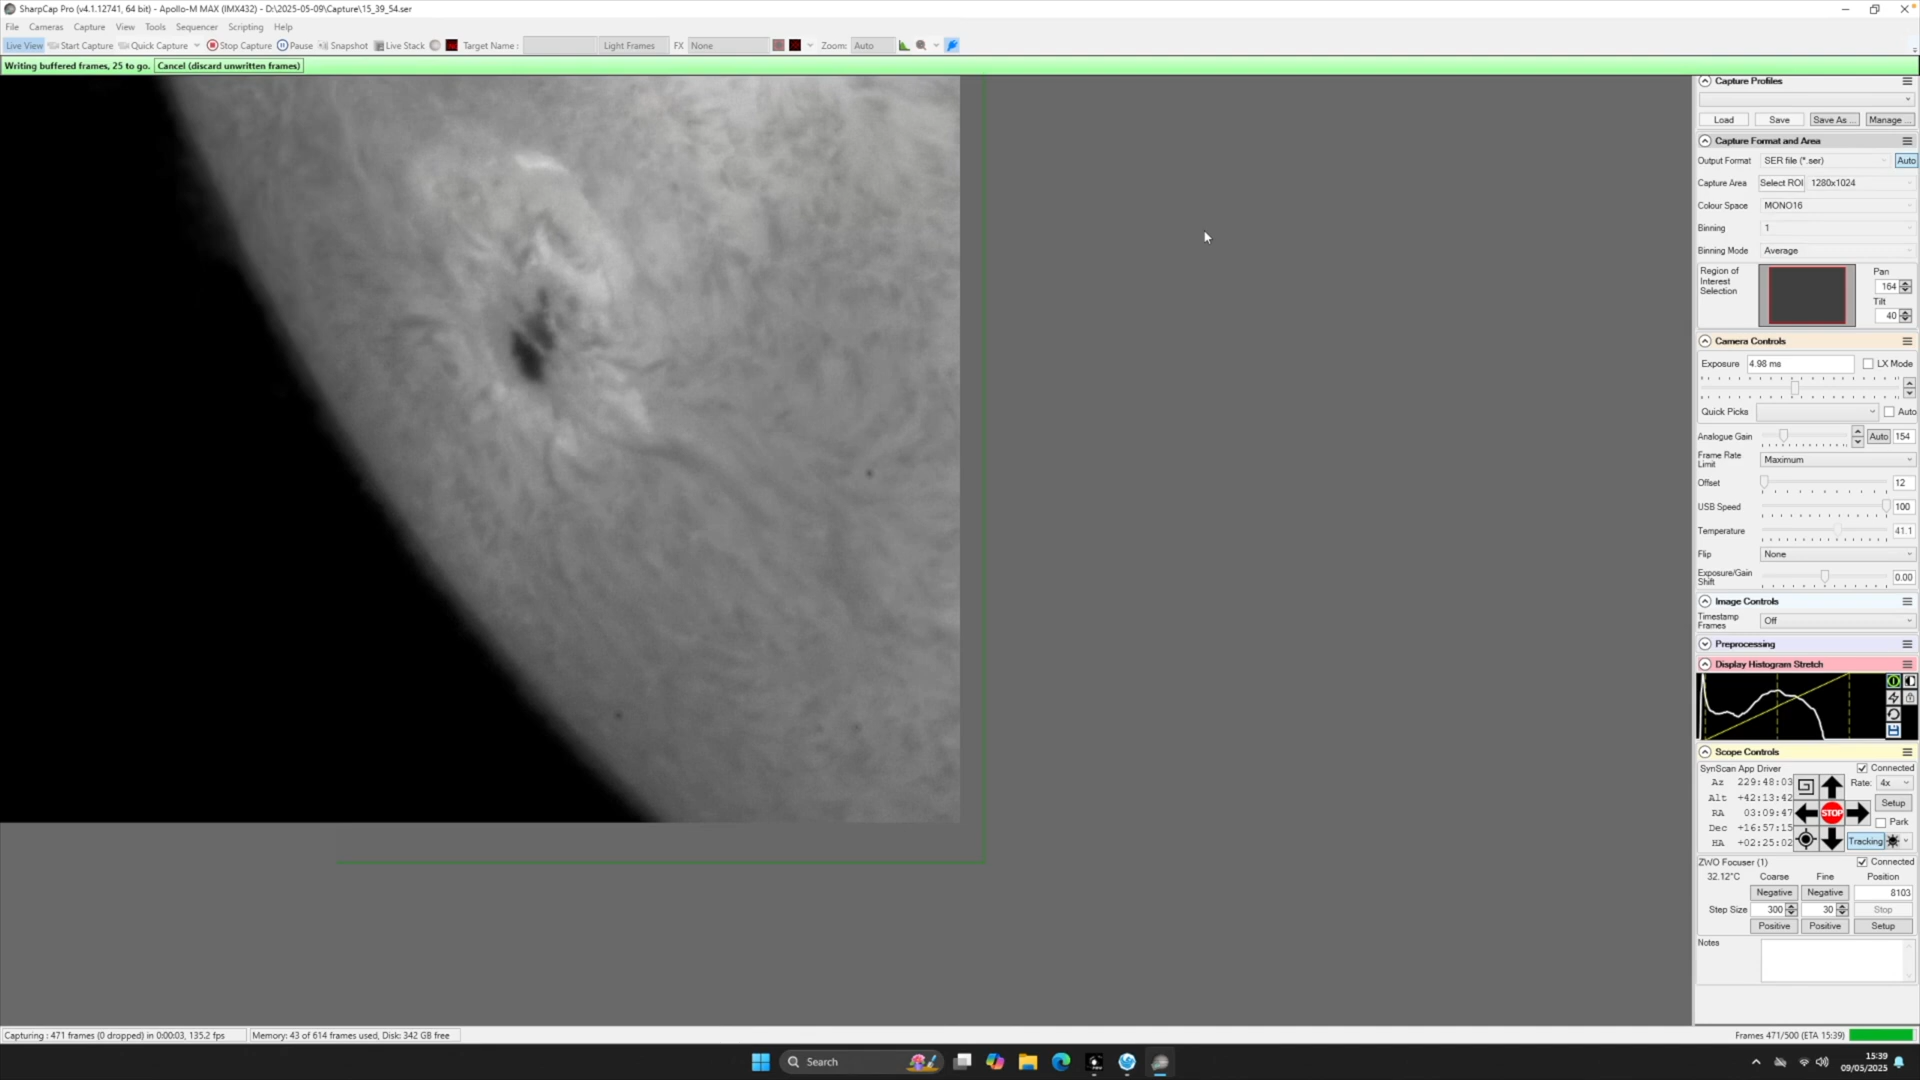 SharpCap Pro (v4.1.12741, 64 bit) - Apollo-M MAX (IMX432) - D:\2025-05-09\Capture\15_39_54.ser
File Cameras Capture View Tools Sequencer Scripting Help
Live View Start Capture Quick Capture Stop Capture Pause Snapshot Live Stack Target Name : Light Frames FX None Zoom: Auto
Writing buffered frames, 25 to go. Cancel (discard unwritten frames)
Capture Profiles
Load Save Save As ... Manage ...
Capture Format and Area
Output Format SER file (*.ser) Auto
Capture Area Select ROI 1280x1024
Colour Space MONO16
Binning 1
Binning Mode Average
Region of Interest Selection
Pan
164
Tilt
40
Camera Controls
Exposure 4.98 ms LX Mode
Quick Picks Auto
Analogue Gain Auto 154
Frame Rate Limit Maximum
Offset 12
USB Speed 100
Temperature 41.1
Flip None
Exposure/Gain Shift 0.00
Image Controls
Timestamp Frames Off
Preprocessing
Display Histogram Stretch
Scope Controls
SynScan App Driver Connected
Az 229:48:03 Rate: 4x
Alt +42:13:42 Setup
RA 03:09:47 STOP
Dec +16:57:15 Park
HA +02:25:02 Tracking
ZWO Focuser (1) Connected
32.12°C Coarse Fine Position
Negative Negative 8103
Step Size 300 30 Stop
Positive Positive Setup
Notes
Capturing : 471 frames (0 dropped) in 0:00:03, 135.2 fps Memory: 43 of 614 frames used, Disk: 342 GB free Frames 471/500 (ETA 15:39)
Search
15:39
09/05/2025